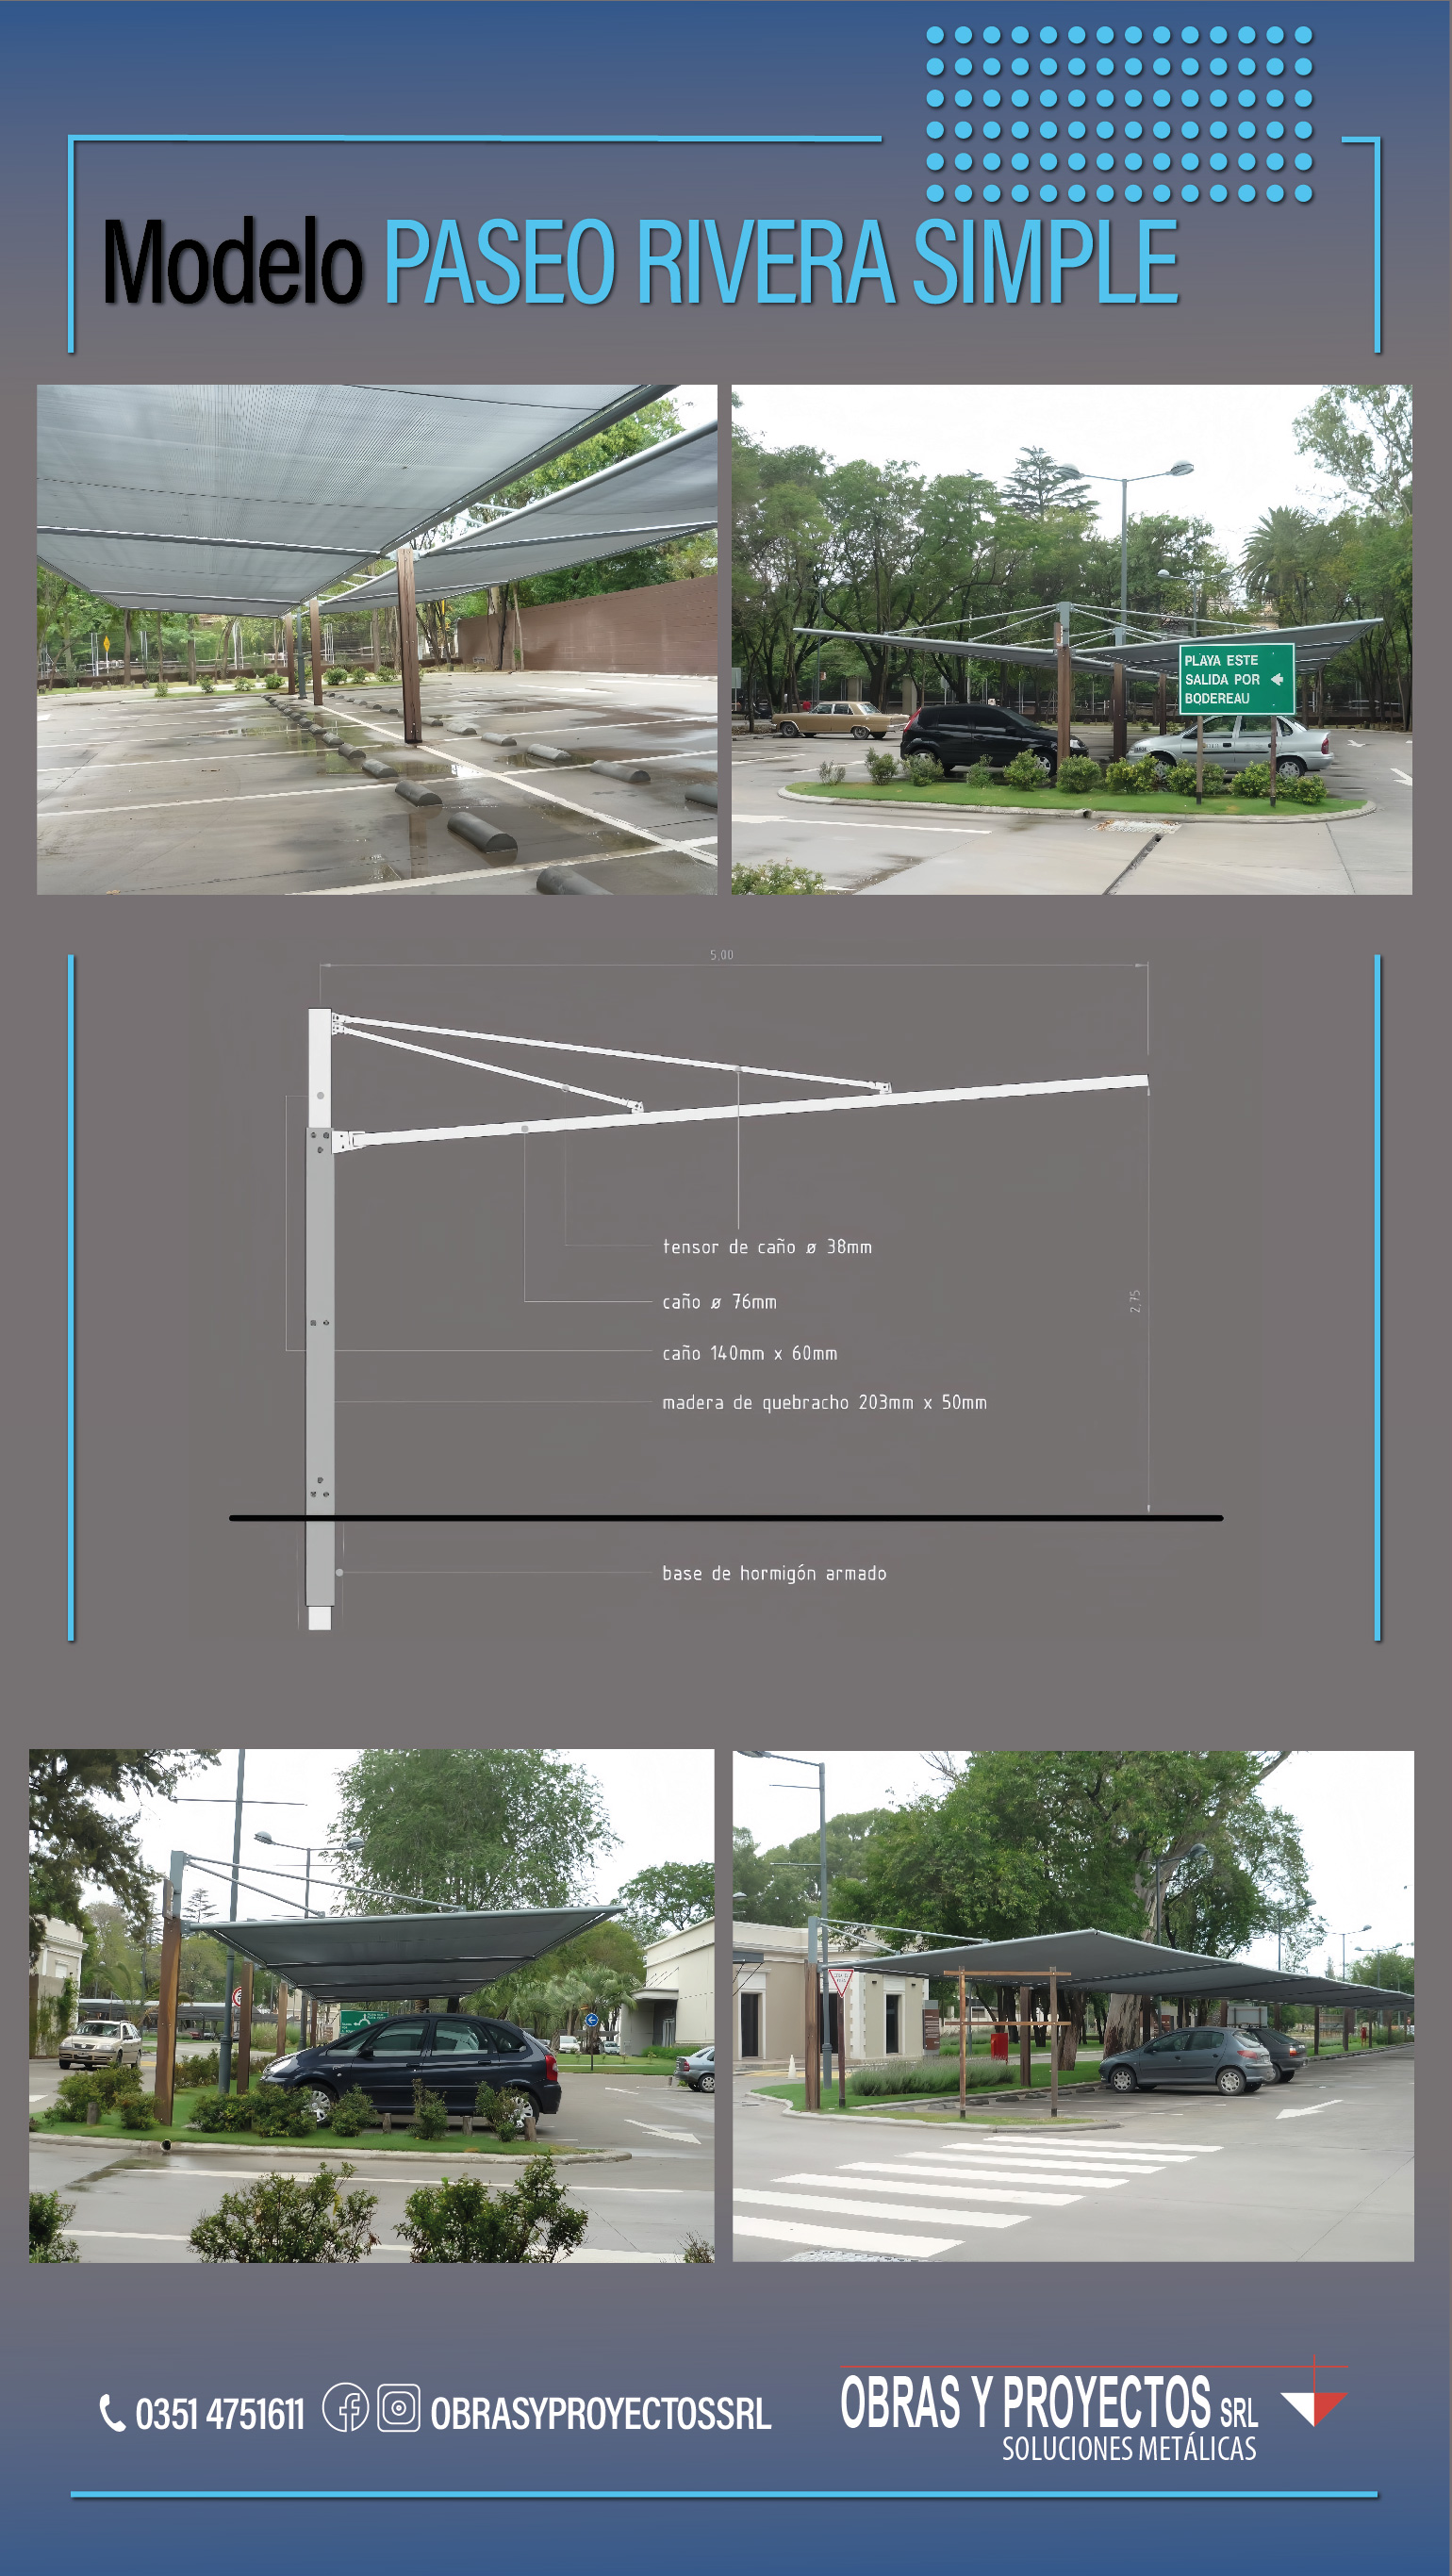 Modelo PASEO RIVERA SIMPLE
PLAYA ESTE
SALIDA POR
BODEREAU
5,00
tensor de caño ø 38mm
caño ø 76mm
2,75
caño 140mm x 60mm
madera de quebracho 203mm x 50mm
base de hormigón armado
0351 4751611 OBRASYPROYECTOSSRL
OBRAS Y PROYECTOS SRL
SOLUCIONES METÁLICAS